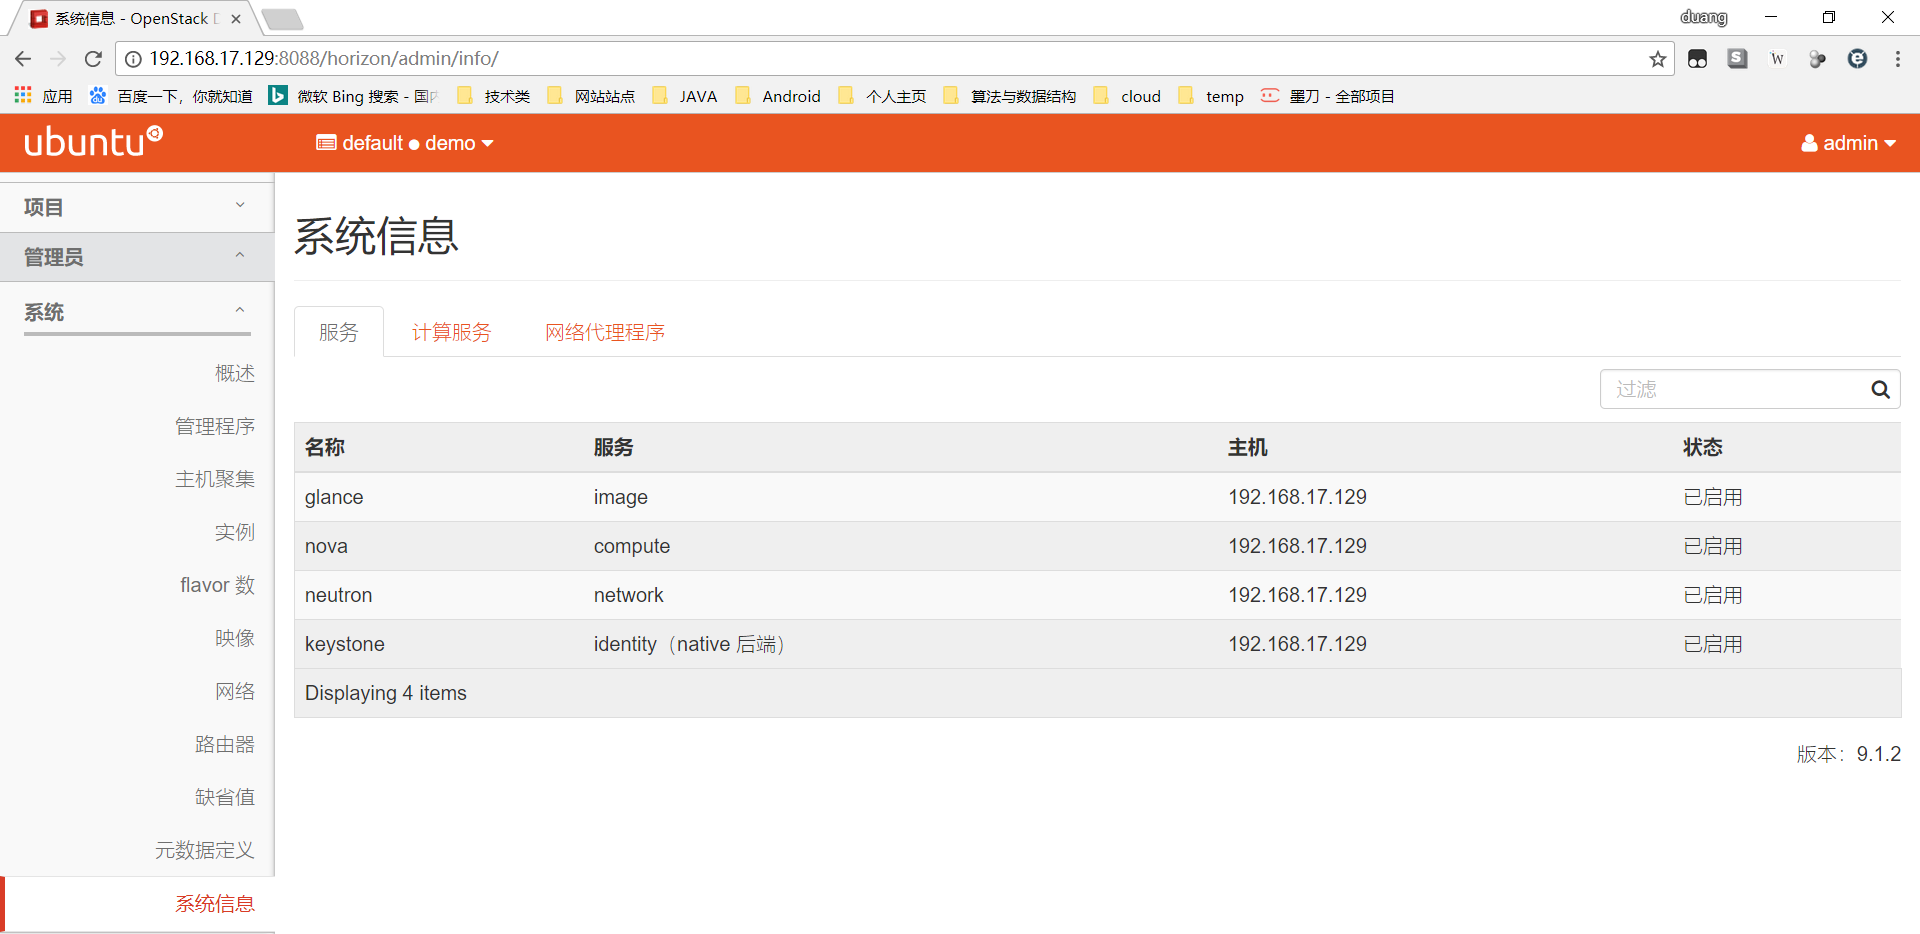 系统信息 - OpenStack
duang
192.168.17.129:8088/horizon/admin/info/
应用 百度一下，你就知道 微软 Bing 搜索 - 国内 技术类 网站站点 JAVA Android 个人主页 算法与数据结构 cloud temp 墨刀 - 全部项目
ubuntu default ● demo admin
项目
管理员
系统
概述
管理程序
主机聚集
实例
flavor 数
映像
网络
路由器
缺省值
元数据定义
系统信息
系统信息
服务 计算服务 网络代理程序
过滤
名称 服务 主机 状态
glance image 192.168.17.129 已启用
nova compute 192.168.17.129 已启用
neutron network 192.168.17.129 已启用
keystone identity（native 后端） 192.168.17.129 已启用
Displaying 4 items
版本：9.1.2